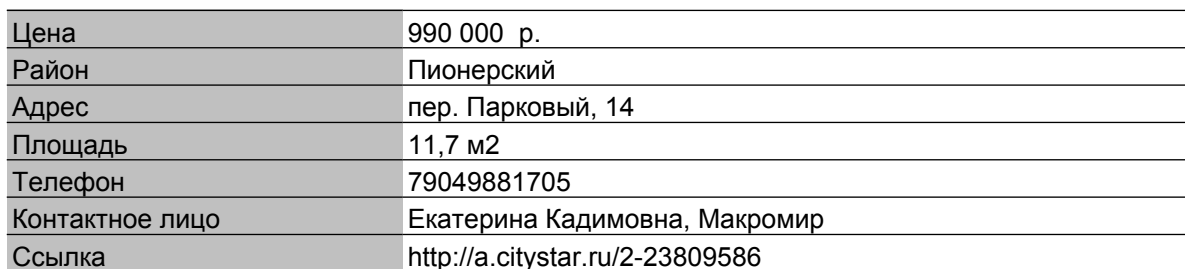 Цена 990 000 р.
Район Пионерский
Адрес пер. Парковый, 14
Площадь 11,7 м2
Телефон 79049881705
Контактное лицо Екатерина Кадимовна, Макромир
Ссылка http://a.citystar.ru/2-23809586